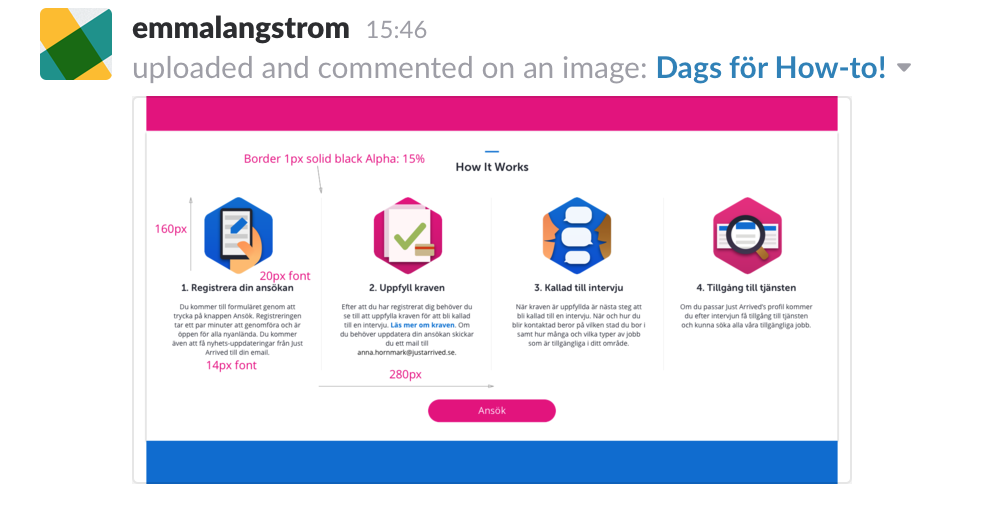 emmalangstrom 15:46
uploaded and commented on an image: Dags för How-to!
Border 1px solid black Alpha: 15%
How It Works
160px
20px font
1. Registrera din ansökan
Du kommer till formuläret genom att
trycka på knappen Ansök. Registreringen
tar ett par minuter att genomföra och är
öppen för alla nyanlända. Du kommer
även att få nyhets-uppdateringar från Just
Arrived till din email.
14px font
2. Uppfyll kraven
Efter att du har registrerat dig behöver du
se till att uppfylla kraven för att bli kallad
till en intervju. Läs mer om kraven. Om
du behöver uppdatera din ansökan skickar
du ett mail till
anna.hornmark@justarrived.se.
280px
3. Kallad till intervju
När kraven är uppfyllda är nästa steg att
bli kallad till en intervju. När och hur du
blir kontaktad beror på vilken stad du bor i
samt hur många och vilka typer av jobb
som är tillgängliga i ditt område.
4. Tillgång till tjänsten
Om du passar Just Arrived's profil kommer
du efter intervjun få tillgång till tjänsten
och kunna söka alla våra tillgängliga jobb.
Ansök